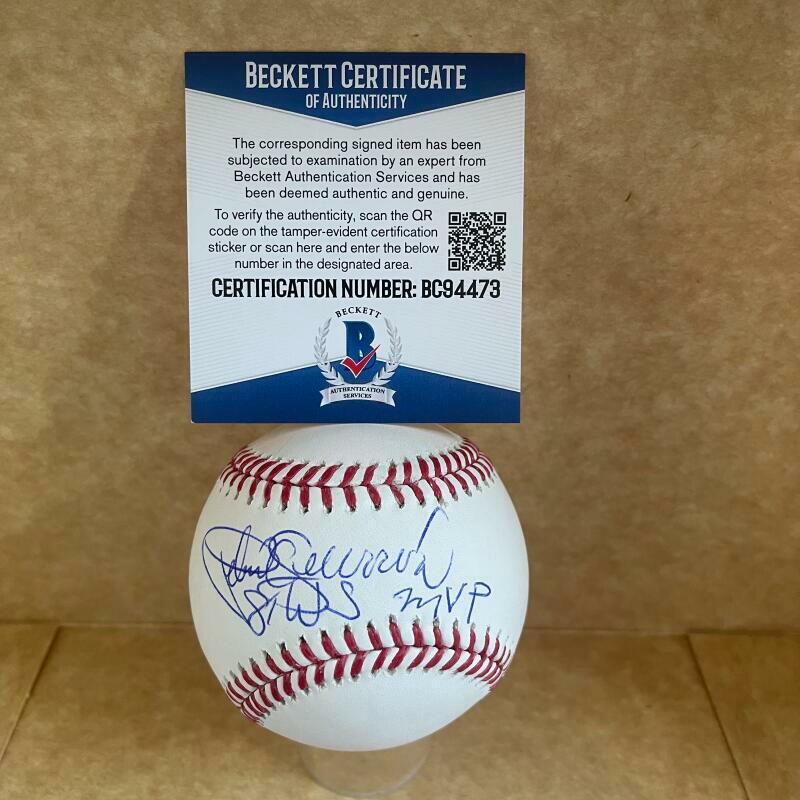 BECKETT CERTIFICATE
OF AUTHENTICITY
The corresponding signed item has been
subjected to examination by an expert from
Beckett Authentication Services and has
been deemed authentic and genuine.
To verify the authenticity, scan the QR
code on the tamper-evident certification
sticker or scan here and enter the below
number in the designated area.
CERTIFICATION NUMBER: BC94473
BECKETT
B
AUTHENTICATION
SERVICES
81 WS MVP